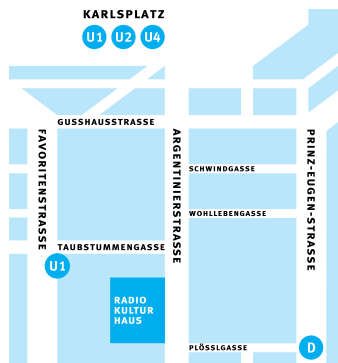 KARLSPLATZ
U1 U2 U4
GUSSHAUSSTRASSE
FAVORITENSTRASSE
ARGENTINIERSTRASSE
PRINZ-EUGEN-STRASSE
SCHWINDGASSE
WOHLLEBENGASSE
TAUBSTUMMENGASSE
U1
RADIO
KULTUR
HAUS
PLÖSSLGASSE
D